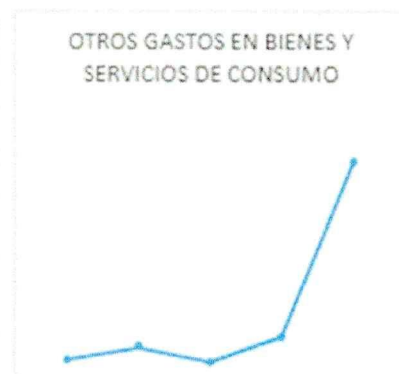 OTROS GASTOS EN BIENES Y
SERVICIOS DE CONSUMO